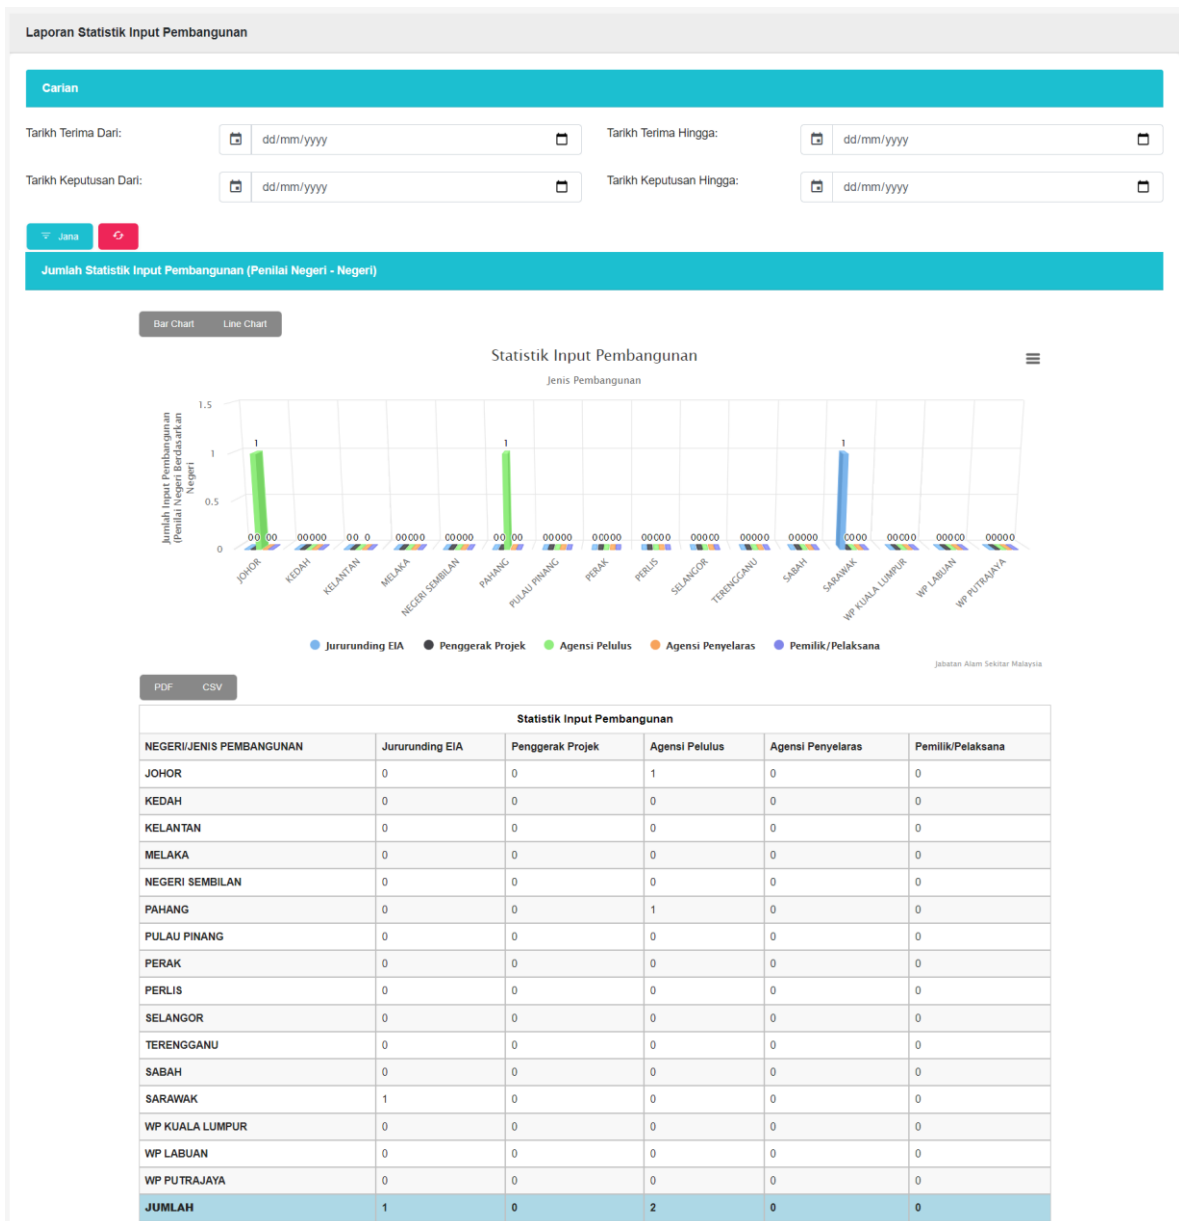 Laporan Statistik Input Pembangunan
Carian
Tarikh Terima Dari: dd/mm/yyyy Tarikh Terima Hingga: dd/mm/yyyy
Tarikh Keputusan Dari: dd/mm/yyyy Tarikh Keputusan Hingga: dd/mm/yyyy
Jana
Jumlah Statistik Input Pembangunan (Penilai Negeri - Negeri)
Bar Chart Line Chart
Statistik Input Pembangunan
Jenis Pembangunan
Jumlah Input Pembangunan
(Penilai Negeri Berdasarkan
Negeri
1.5
1
0.5
0
1 1 1
JOHOR KEDAH KELANTAN MELAKA NEGERI SEMBILAN PAHANG PULAU PINANG PERAK PERLIS SELANGOR TERENGGANU SABAH SARAWAK WP KUALA LUMPUR WP LABUAN WP PUTRAJAYA
Jururunding EIA Penggerak Projek Agensi Pelulus Agensi Penyelaras Pemilik/Pelaksana
Jabatan Alam Sekitar Malaysia
PDF CSV
Statistik Input Pembangunan
NEGERI/JENIS PEMBANGUNAN Jururunding EIA Penggerak Projek Agensi Pelulus Agensi Penyelaras Pemilik/Pelaksana
JOHOR 0 0 1 0 0
KEDAH 0 0 0 0 0
KELANTAN 0 0 0 0 0
MELAKA 0 0 0 0 0
NEGERI SEMBILAN 0 0 0 0 0
PAHANG 0 0 1 0 0
PULAU PINANG 0 0 0 0 0
PERAK 0 0 0 0 0
PERLIS 0 0 0 0 0
SELANGOR 0 0 0 0 0
TERENGGANU 0 0 0 0 0
SABAH 0 0 0 0 0
SARAWAK 1 0 0 0 0
WP KUALA LUMPUR 0 0 0 0 0
WP LABUAN 0 0 0 0 0
WP PUTRAJAYA 0 0 0 0 0
JUMLAH 1 0 2 0 0